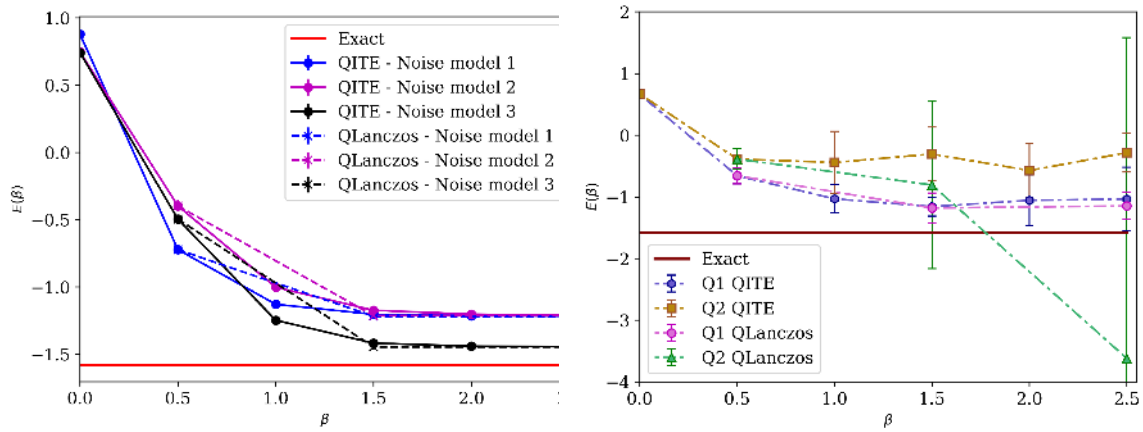 1.0
0.5
0.0
−0.5
−1.0
−1.5
E(β)
0.0 0.5 1.0 1.5 2.0 2.
β
Exact
QITE - Noise model 1
QITE - Noise model 2
QITE - Noise model 3
QLanczos - Noise model 1
QLanczos - Noise model 2
QLanczos - Noise model 3
2
1
0
−1
−2
−3
−4
E(β)
0.0 0.5 1.0 1.5 2.0 2.5
β
Exact
Q1 QITE
Q2 QITE
Q1 QLanczos
Q2 QLanczos